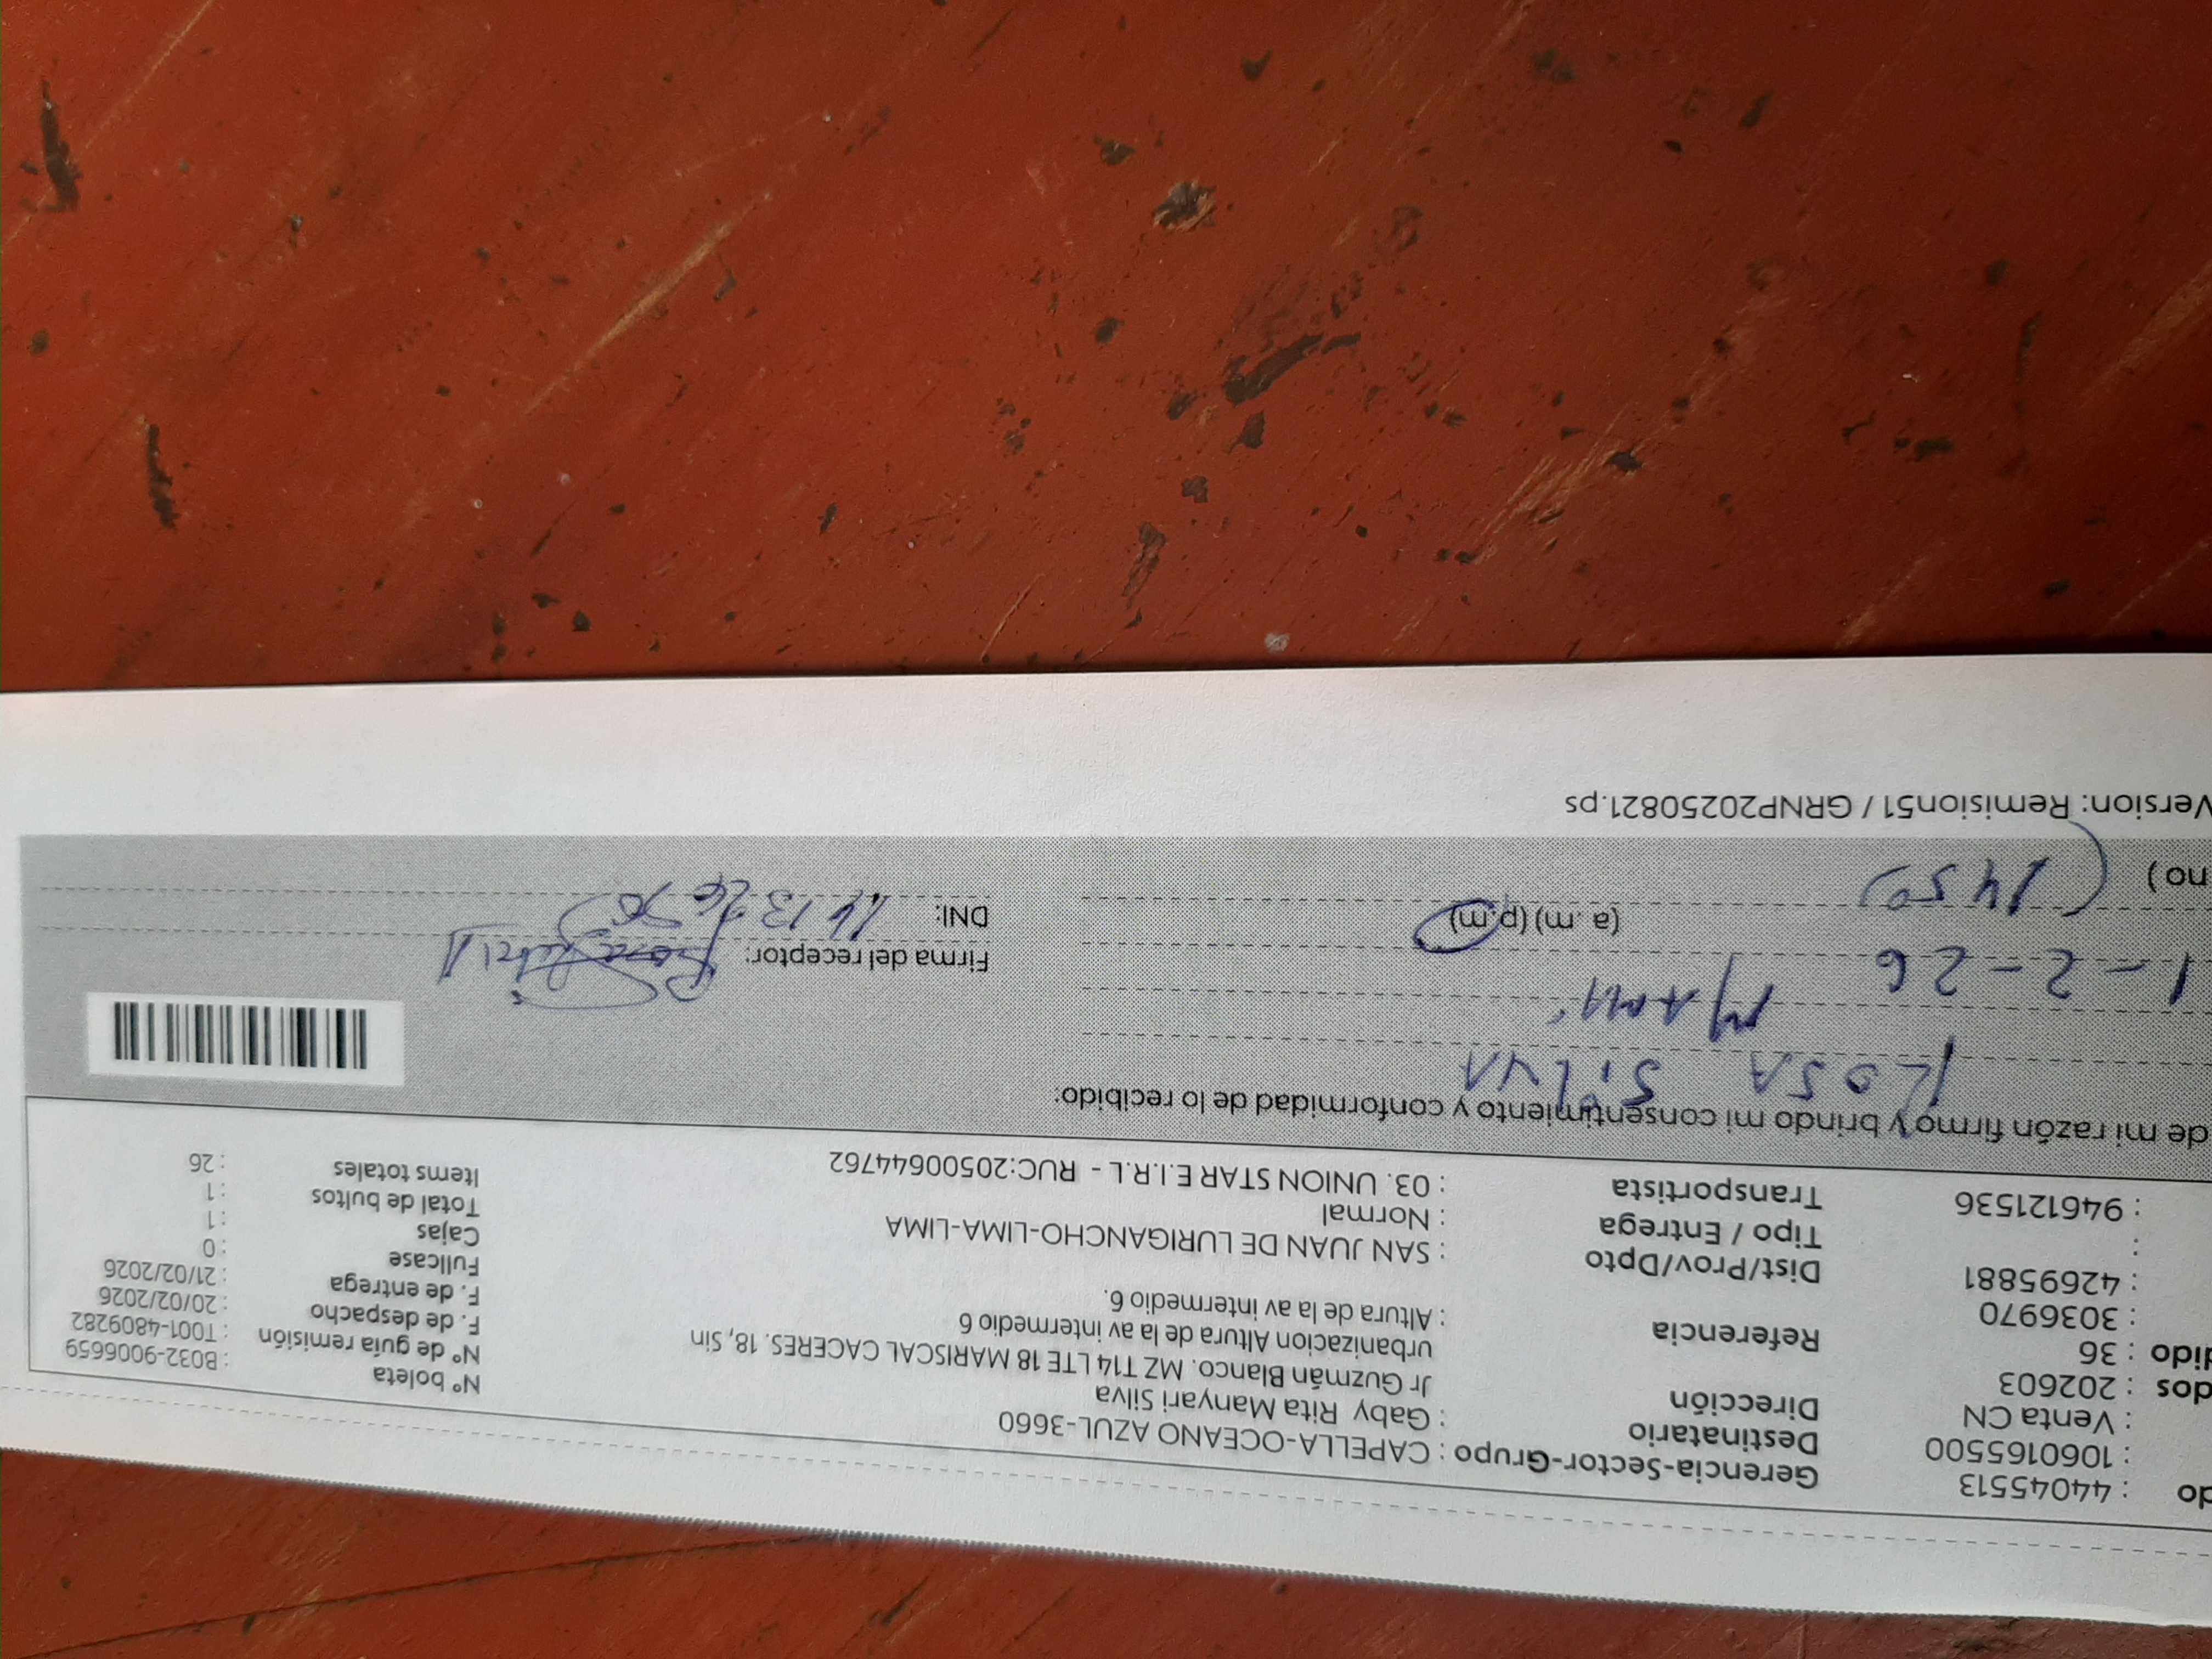 do : 44045513 Gerencia-Sector-Grupo : CAPELLA-OCEANO AZUL-3660
: 1060165500 Destinatario : Gaby Rita Manyari Silva
: Venta CN Dirección Jr Guzmán Blanco. MZ T14 LTE 18 MARISCAL CACERES. 18, Sin
dos : 202603 urbanizacion Altura de la av intermedio 6
dido : 36 Referencia : Altura de la av intermedio 6.
: 3036970
: 42695881 Dist/Prov/Dpto : SAN JUAN DE LURIGANCHO-LIMA-LIMA
: Tipo / Entrega : Normal
: 946121536 Transportista : 03. UNION STAR E.I.R.L - RUC:20500644762
N° boleta : B032-9006659
N° de guía remisión : T001-4809282
F. de despacho : 20/02/2026
F. de entrega : 21/02/2026
Fullcase : 0
Cajas : 1
Total de bultos : 1
Items totales : 26
de mi razón firmo y brindo mi consentimiento y conformidad de lo recibido:
ROSA SilVA
MAMA
1-2-26
(a. m) (p.m)
no) (1450)
Firma del receptor:
DNI:
Version: Remision51 / GRNP20250821.ps